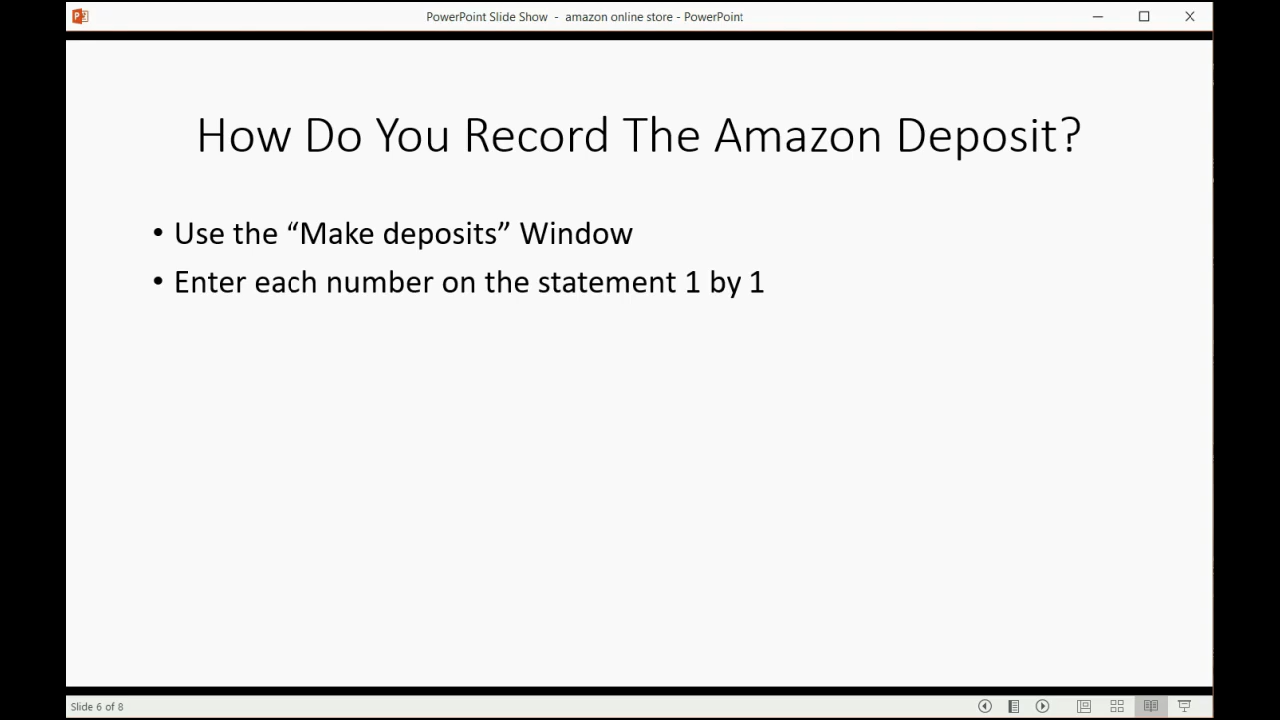 PowerPoint Slide Show - amazon online store - PowerPoint
How Do You Record The Amazon Deposit?
• Use the “Make deposits” Window
• Enter each number on the statement 1 by 1
Slide 6 of 8